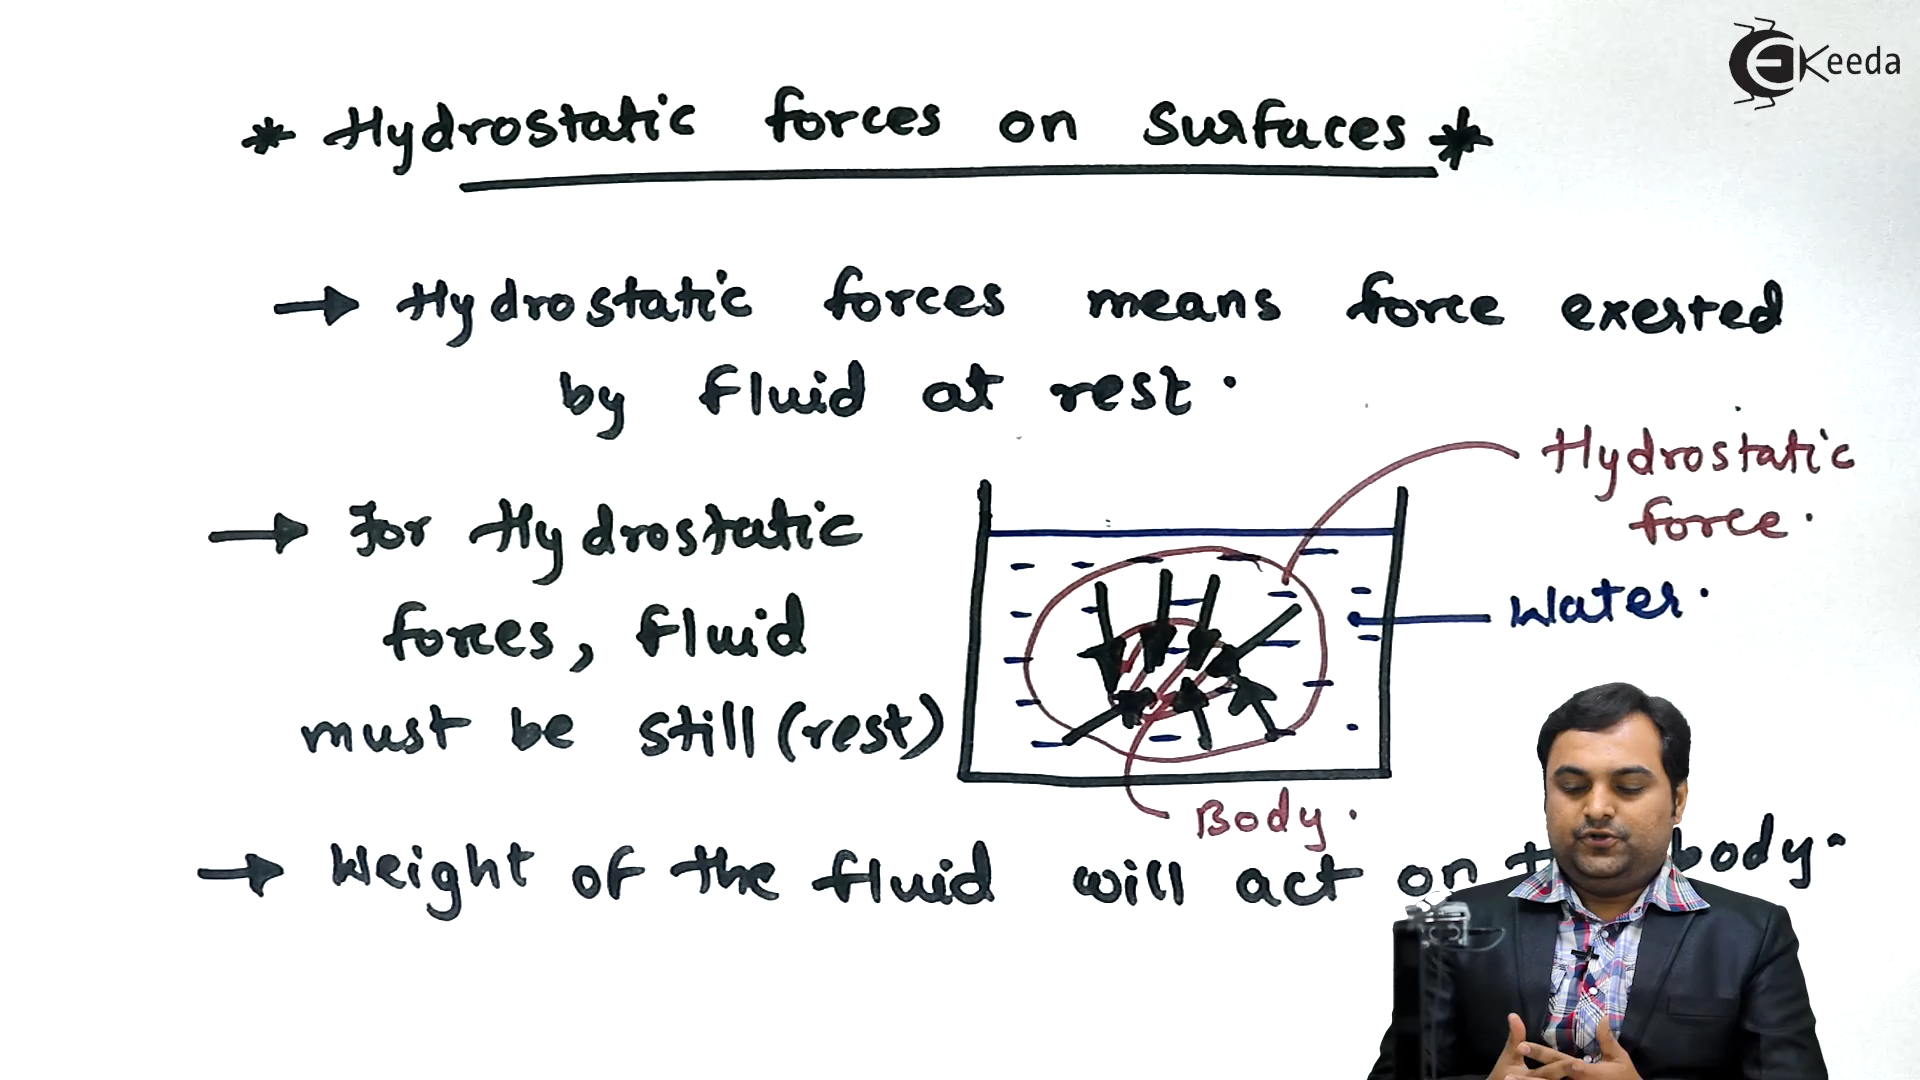 Keeda
* Hydrostatic forces on surfaces *
→ Hydrostatic forces means force exerted
by fluid at rest.
→ For Hydrostatic
forces, fluid
must be still (rest)
Hydrostatic
force.
Water.
Body.
→ Weight of the fluid will act on body.